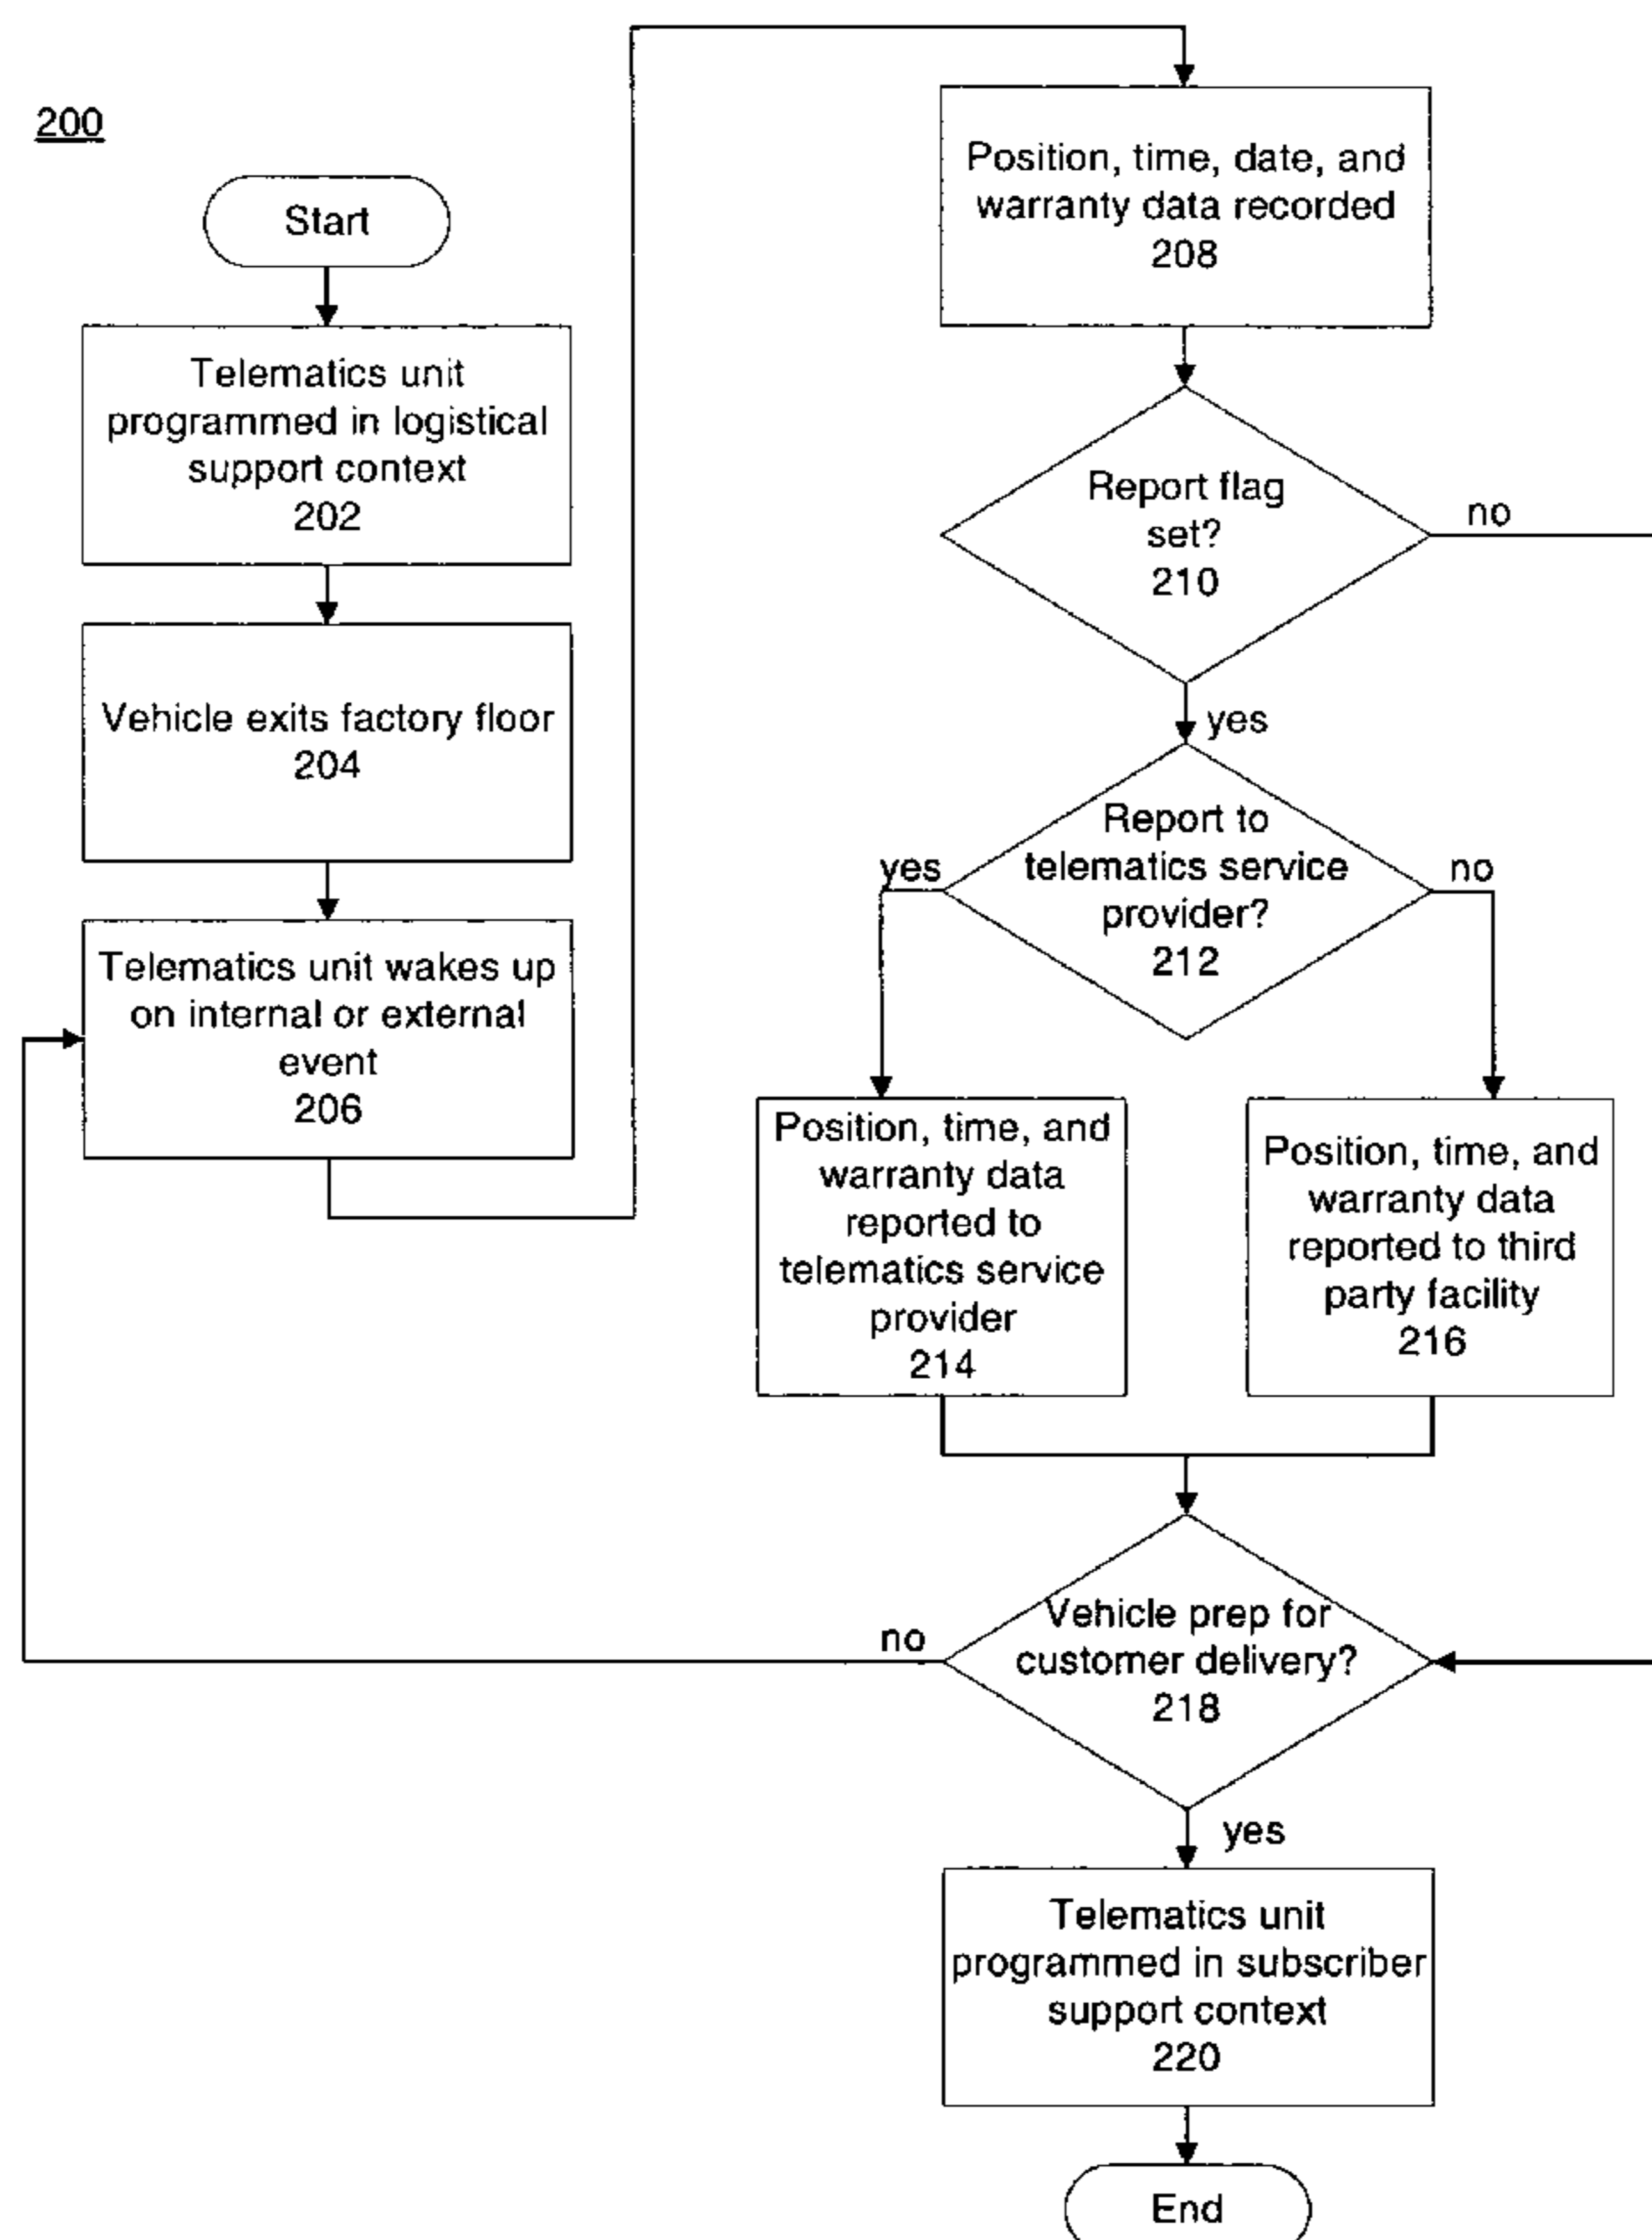 200
Start
Telematics unit
programmed in logistical
support context
202
Vehicle exits factory floor
204
Telematics unit wakes up
on internal or external
event
206
Position, time, date, and
warranty data recorded
208
Report flag
set?
210
no
yes
Report to
telematics service
provider?
212
yes
no
Position, time, and
warranty data
reported to
telematics service
provider
214
Position, time, and
warranty data
reported to third
party facility
216
Vehicle prep for
customer delivery?
218
no
yes
Telematics unit
programmed in subscriber
support context
220
End